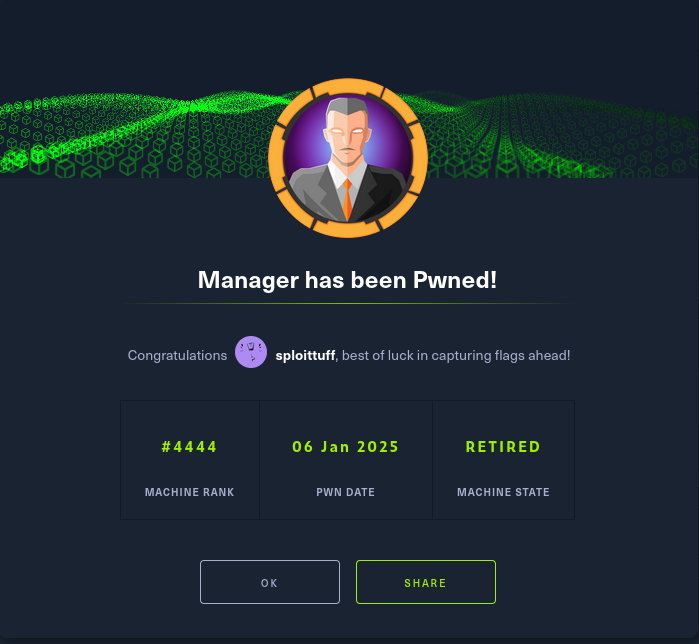 Manager has been Pwned!
Congratulations sploittuff, best of luck in capturing flags ahead!
#4444 06 Jan 2025 RETIRED
MACHINE RANK PWN DATE MACHINE STATE
OK SHARE